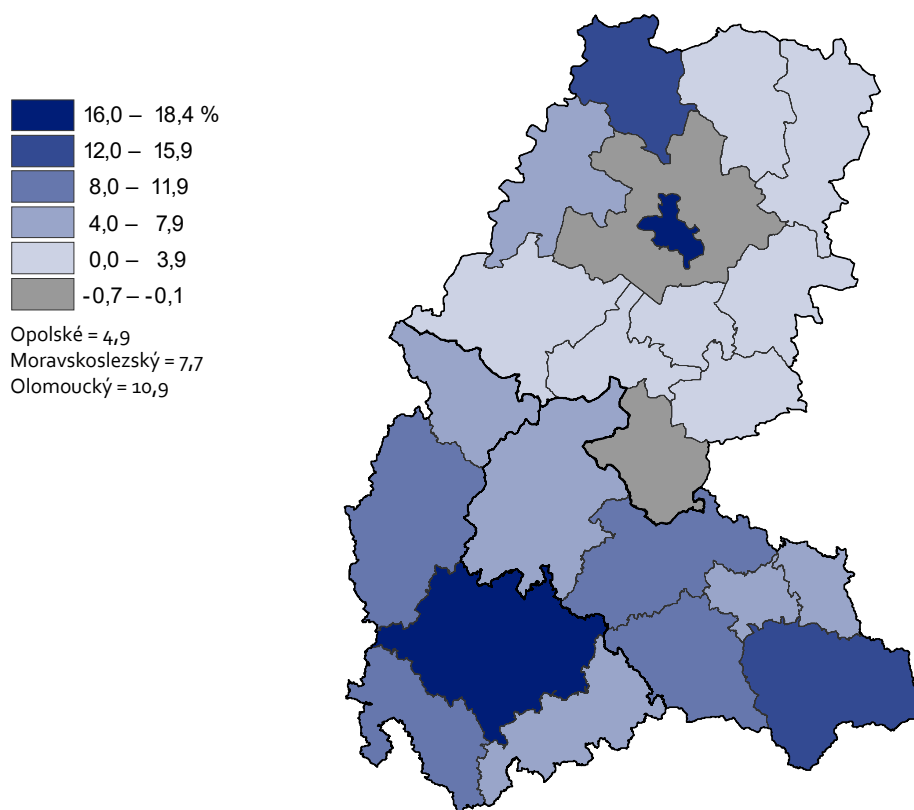 16,0 – 18,4 %
12,0 – 15,9
8,0 – 11,9
4,0 – 7,9
0,0 – 3,9
-0,7 – -0,1
Opolské = 4,9
Moravskoslezský = 7,7
Olomoucký = 10,9